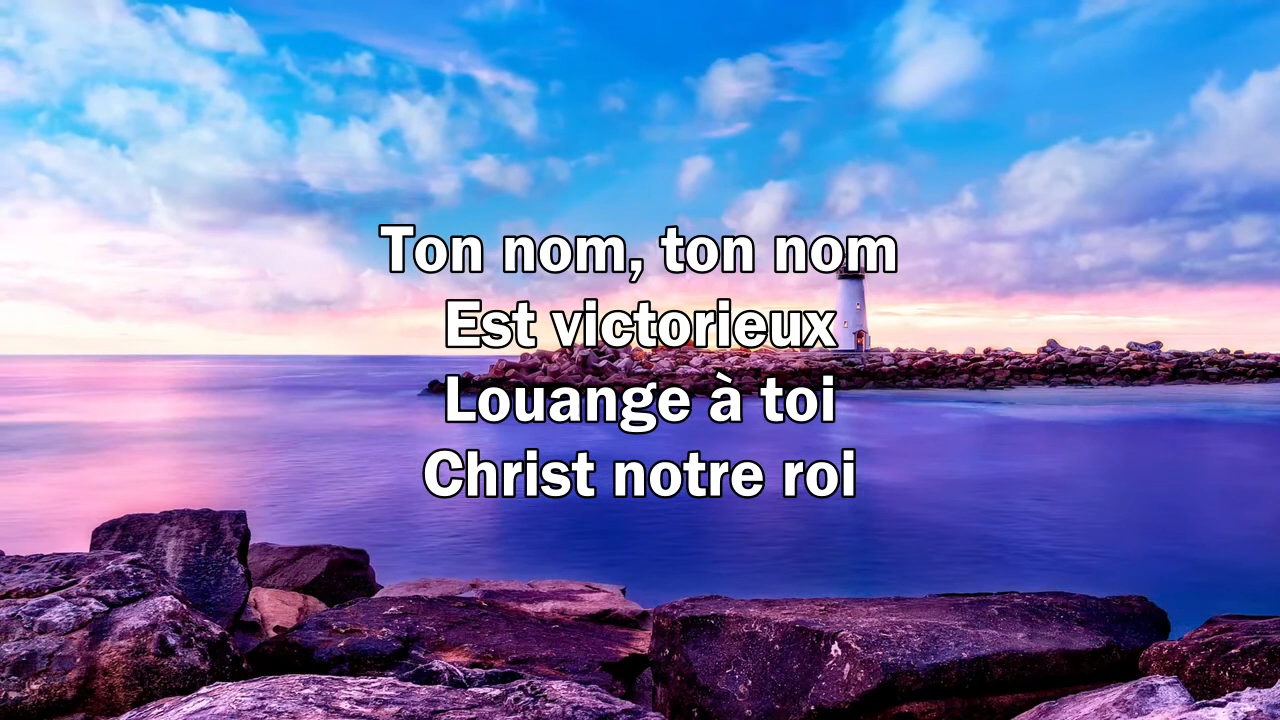 Ton nom, ton nom
Est victorieux
Louange à toi
Christ notre roi